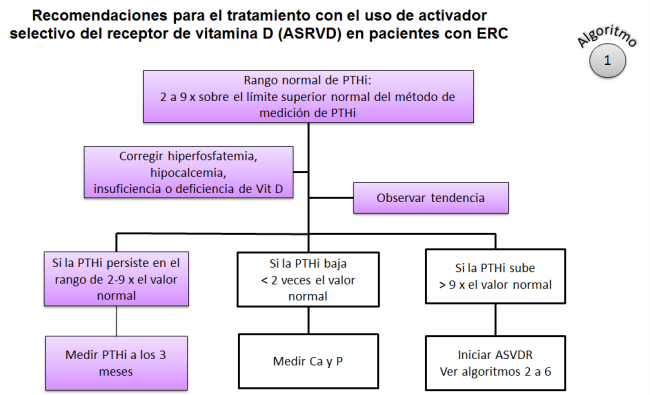 Recomendaciones para el tratamiento con el uso de activador
selectivo del receptor de vitamina D (ASRVD) en pacientes con ERC
Algoritmo
1
Rango normal de PTHi:
2 a 9 x sobre el límite superior normal del método de
medición de PTHi
Corregir hiperfosfatemia,
hipocalcemia,
insuficiencia o deficiencia de Vit D
Observar tendencia
Si la PTHi persiste en el
rango de 2-9 x el valor
normal
Si la PTHi baja
< 2 veces el valor
normal
Si la PTHi sube
> 9 x el valor normal
Medir PTHi a los 3
meses
Medir Ca y P
Iniciar ASVDR
Ver algoritmos 2 a 6